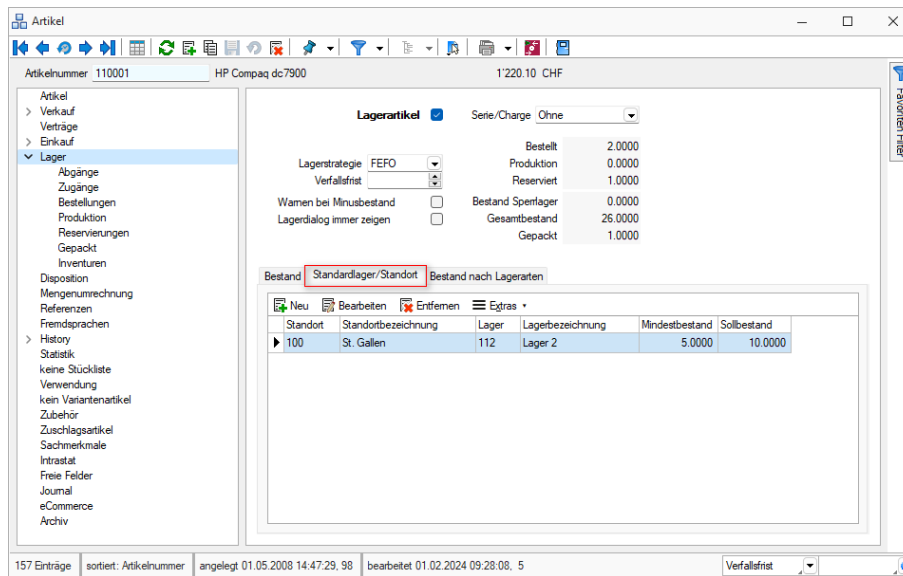 Artikel
Artikelnummer 110001 HP Compaq dc7900 1'220.10 CHF
Favoriten Filter
Artikel
Verkauf
Verträge
Einkauf
Lager
Abgänge
Zugänge
Bestellungen
Produktion
Reservierungen
Gepackt
Inventuren
Disposition
Mengenumrechnung
Referenzen
Fremdsprachen
History
Statistik
keine Stückliste
Verwendung
kein Variantenartikel
Zubehör
Zuschlagsartikel
Sachmerkmale
Intrastat
Freie Felder
Journal
eCommerce
Archiv
Lagerartikel Serie/Charge Ohne
Bestellt 2.0000
Lagerstrategie FEFO Produktion 0.0000
Verfallsfrist Reserviert 1.0000
Warnen bei Minusbestand Bestand Sperrlager 0.0000
Lagerdialog immer zeigen Gesamtbestand 26.0000
Gepackt 1.0000
Bestand Standardlager/Standort Bestand nach Lagerarten
Neu Bearbeiten Entfernen Extras
Standort Standortbezeichnung Lager Lagerbezeichnung Mindestbestand Sollbestand
100 St. Gallen 112 Lager 2 5.0000 10.0000
157 Einträge sortiert: Artikelnummer angelegt 01.05.2008 14:47:29, 98 bearbeitet 01.02.2024 09:28:08, 5 Verfallsfrist